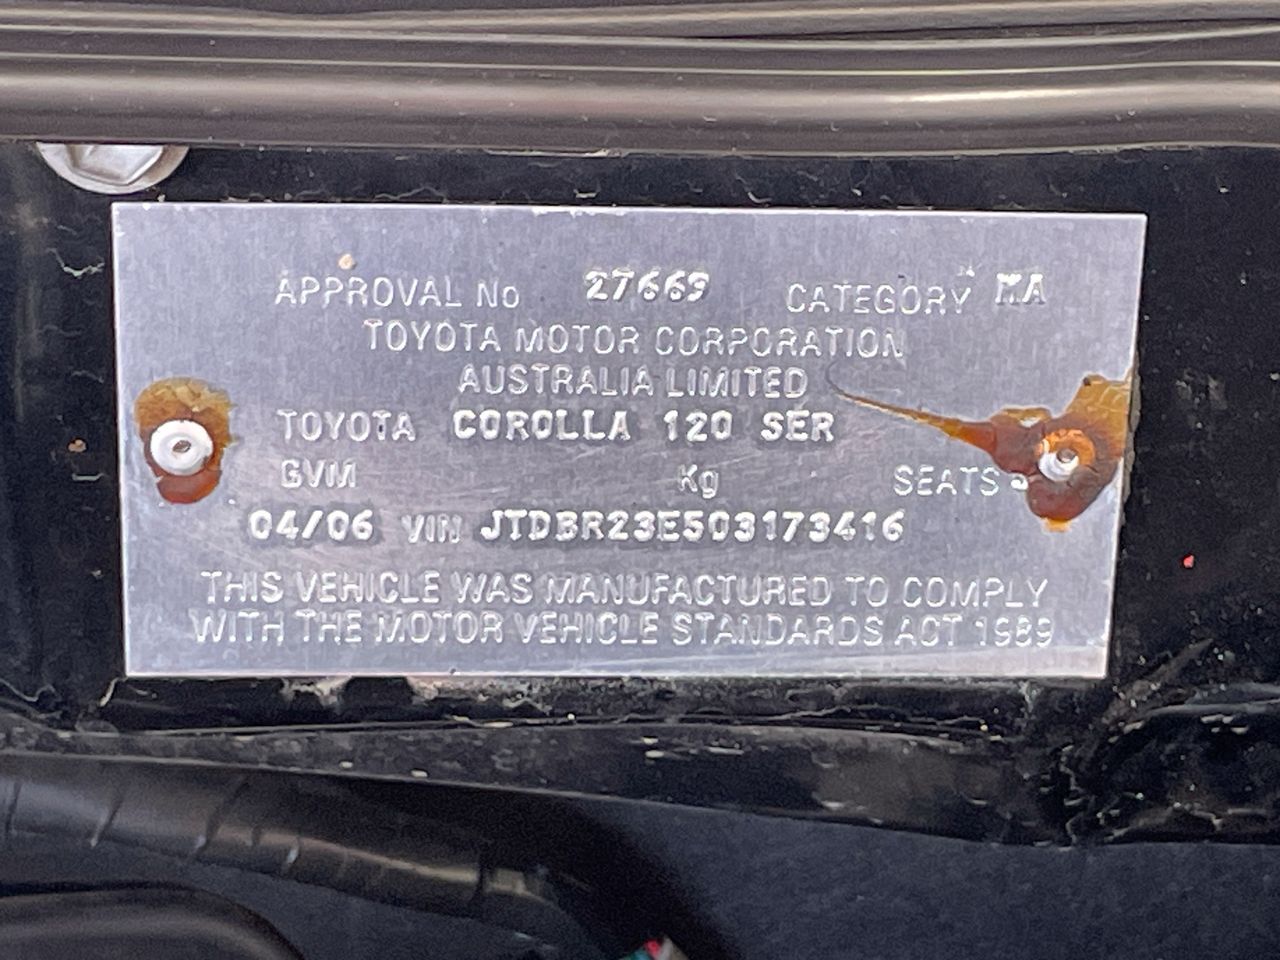 APPROVAL No 27669 CATEGORY MA
TOYOTA MOTOR CORPORATION
AUSTRALIA LIMITED
TOYOTA COROLLA 120 SER
GVM Kg SEATS 5
04/06 VIN JTDBR23E503173416
THIS VEHICLE WAS MANUFACTURED TO COMPLY
WITH THE MOTOR VEHICLE STANDARDS ACT 1989